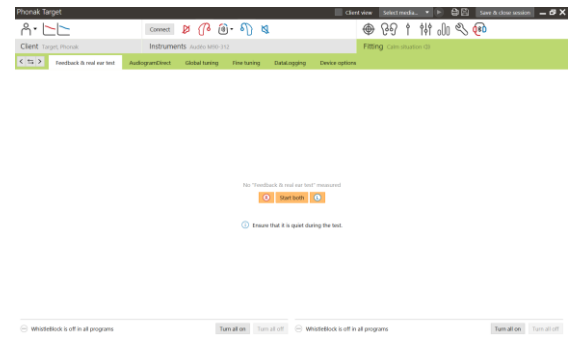 Phonak Target
Client view
Select media...
Save & close session
Connect
Client Target, Phonak
Instruments Audéo M90-312
Fitting
Feedback & real ear test
AudiogramDirect
Global tuning
Fine tuning
DataLogging
Device options
No "Feedback & real ear test" measured
R Start both L
Ensure that it is quiet during the test.
WhistleBlock is off in all programs
Turn all on
Turn all off
WhistleBlock is off in all programs
Turn all on
Turn all off